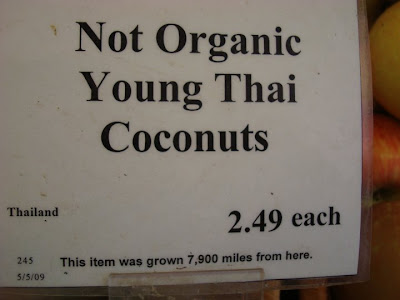 Not Organic
Young Thai
Coconuts
Thailand
2.49 each
245
This item was grown 7,900 miles from here.
5/5/09